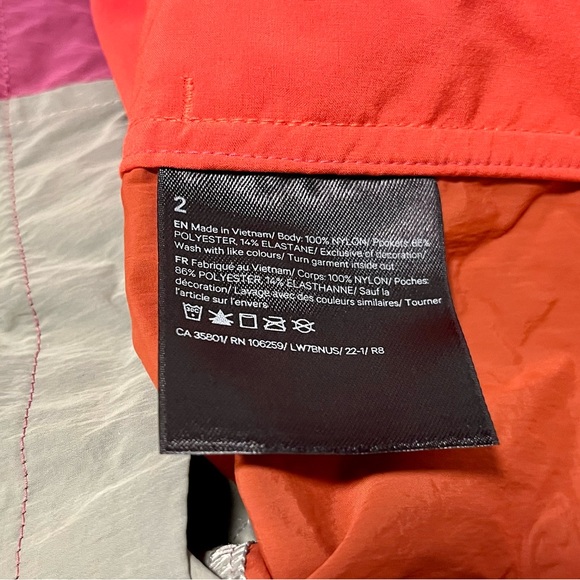 2
EN Made in Vietnam/ Body: 100% NYLON/ Pockets: 86%
POLYESTER, 14% ELASTANE/ Exclusive of decoration/
Wash with like colours/ Turn garment inside out
FR Fabriqué au Vietnam/ Corps: 100% NYLON/ Poches:
86% POLYESTER, 14% ELASTHANNE/ Sauf la
décoration/ Lavage avec des couleurs similaires/ Tourner
l'article sur l'envers
CA 35801/ RN 106259/ LW7BNUS/ 22-1/ R8